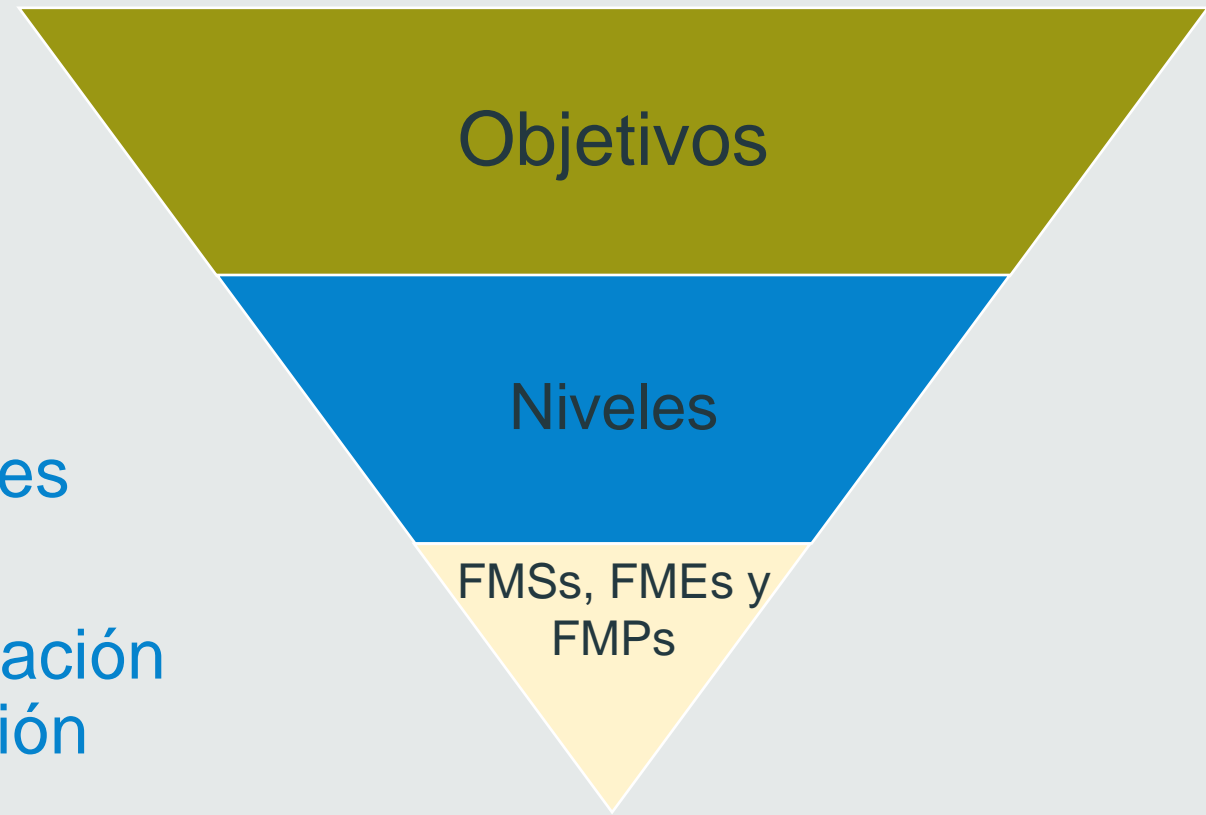 Objetivos
Niveles
es
FMSs, FMEs y
FMPs
ación
ión